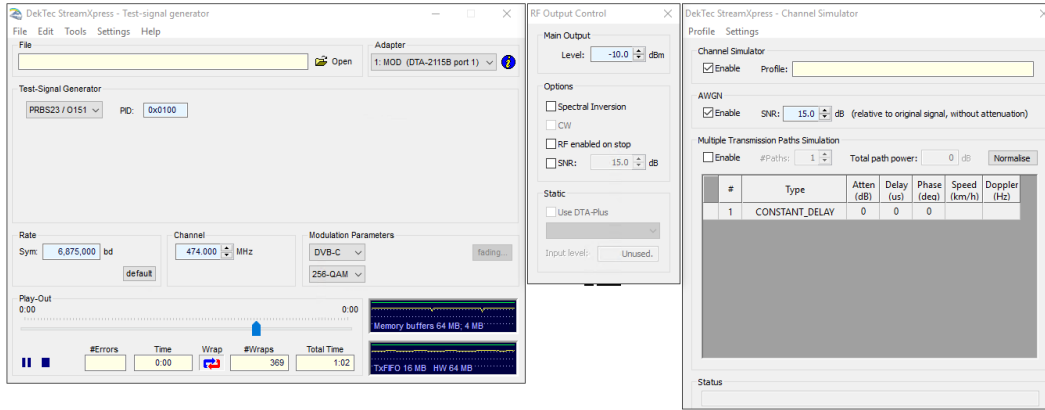 DekTec StreamXpress - Test-signal generator
File Edit Tools Settings Help
File
Open
Adapter
1: MOD (DTA-2115B port 1)
Test-Signal Generator
PRBS23 / O151
PID: 0x0100
Rate
Sym: 6,875,000 bd
default
Channel
474.000 MHz
Modulation Parameters
DVB-C
fading...
256-QAM
Play-Out
0:00
0:00
Memory buffers 64 MB; 4 MB
#Errors Time Wrap #Wraps Total Time
0:00 369 1:02
TxFIFO 16 MB HW 64 MB
RF Output Control
Main Output
Level: -10.0 dBm
Options
Spectral Inversion
CW
RF enabled on stop
SNR: 15.0 dB
Static
Use DTA-Plus
Input level: Unused.
DekTec StreamXpress - Channel Simulator
Profile Settings
Channel Simulator
Enable Profile:
AWGN
Enable SNR: 15.0 dB (relative to original signal, without attenuation)
Multiple Transmission Paths Simulation
Enable #Paths: 1 Total path power: 0 dB Normalise
# Type Atten (dB) Delay (us) Phase (deg) Speed (km/h) Doppler (Hz)
1 CONSTANT_DELAY 0 0 0
Status